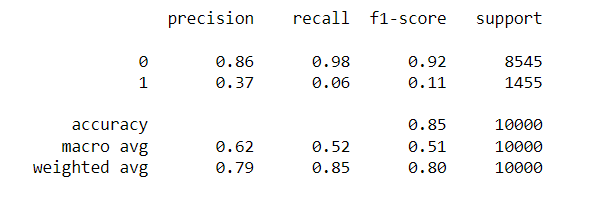 precision recall f1-score support
0 0.86 0.98 0.92 8545
1 0.37 0.06 0.11 1455
accuracy 0.85 10000
macro avg 0.62 0.52 0.51 10000
weighted avg 0.79 0.85 0.80 10000